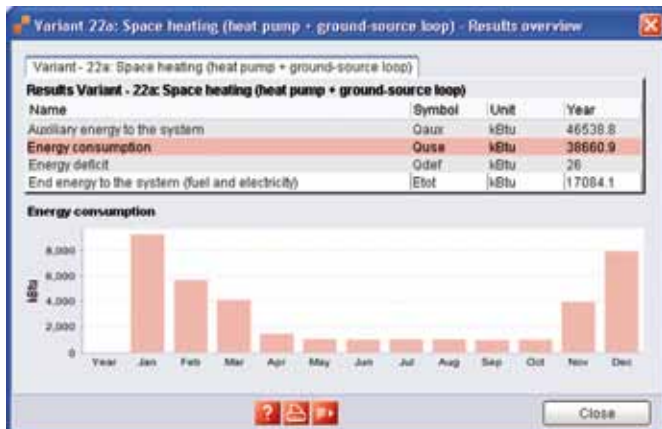 Variant 22a: Space heating (heat pump + ground-source loop) - Results overview
Variant - 22a: Space heating (heat pump + ground-source loop)
Results Variant - 22a: Space heating (heat pump + ground-source loop)
Name Symbol Unit Year
Auxiliary energy to the system Qaux kBtu 46538.8
Energy consumption Quse kBtu 38660.9
Energy deficit Qdef kBtu 26
End energy to the system (fuel and electricity) Etot kBtu 17084.1
Energy consumption
8,000
6,000
4,000
2,000
0
kBtu
Year Jan Feb Mar Apr May Jun Jul Aug Sep Oct Nov Dec
? Close